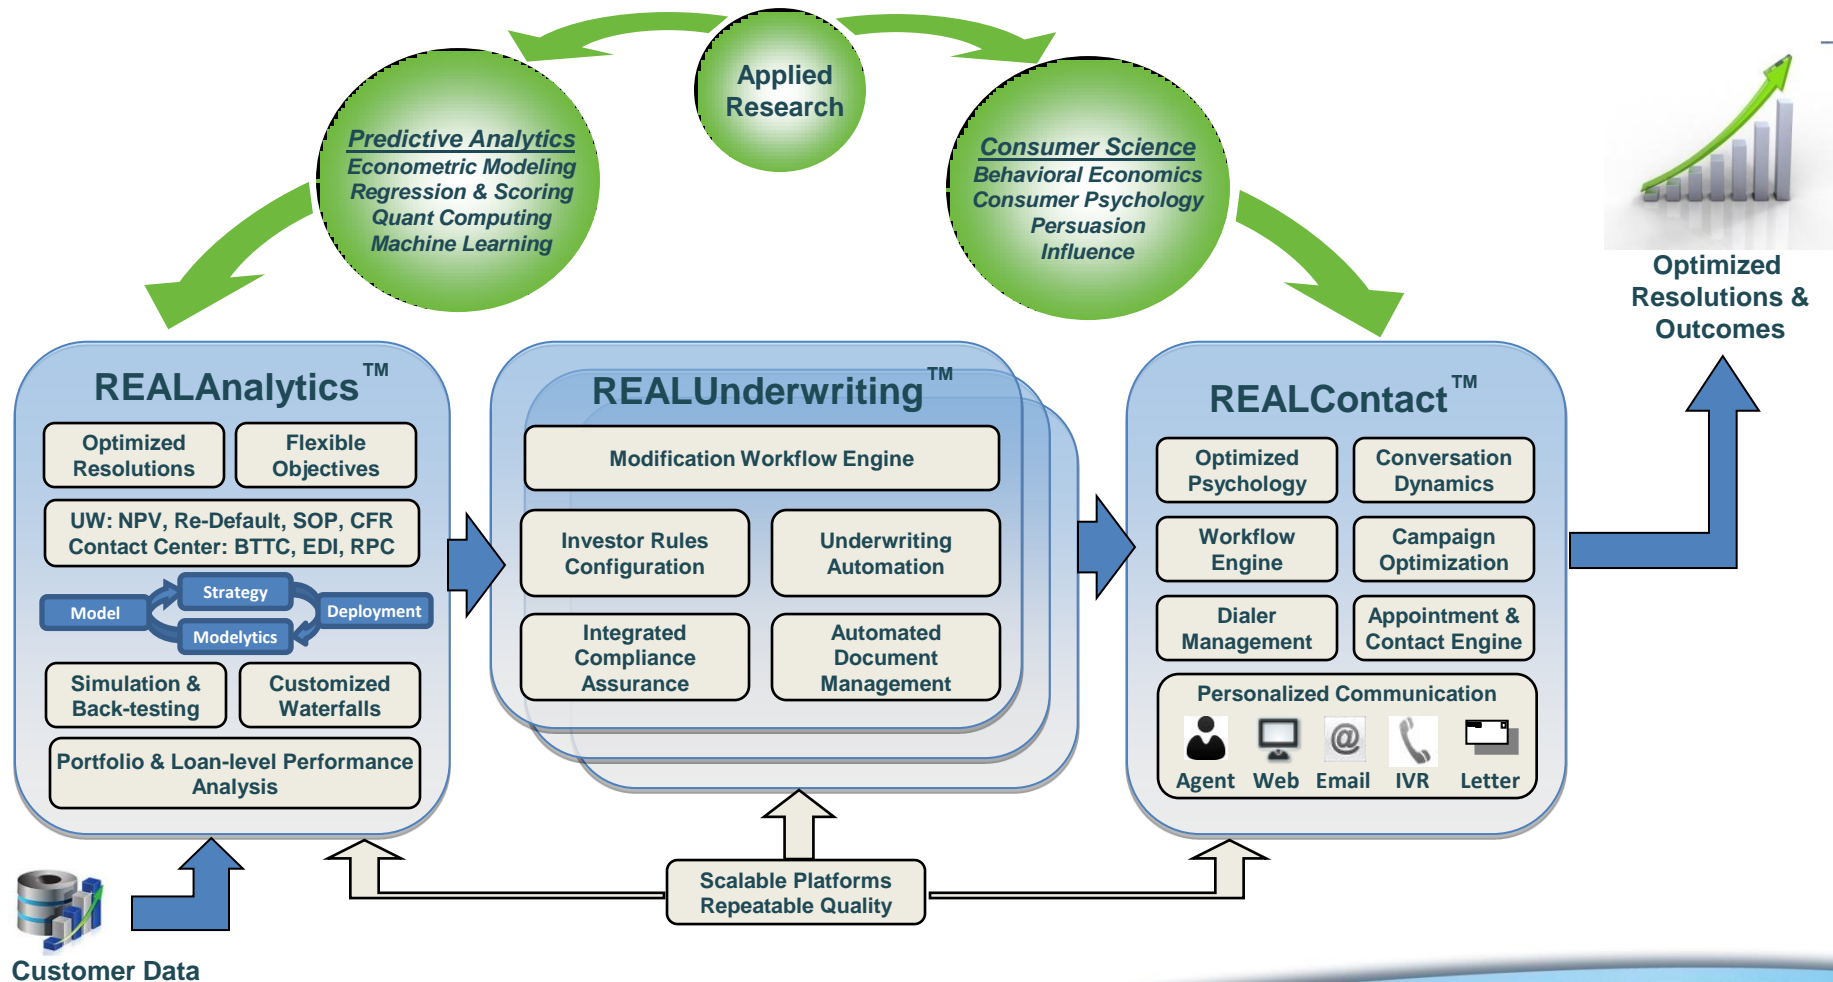 Applied
Research
Predictive Analytics
Econometric Modeling
Regression & Scoring
Quant Computing
Machine Learning
Consumer Science
Behavioral Economics
Consumer Psychology
Persuasion
Influence
Optimized
Resolutions &
Outcomes
REALAnalytics™
Optimized
Resolutions
Flexible
Objectives
UW: NPV, Re-Default, SOP, CFR
Contact Center: BTTC, EDI, RPC
Model
Strategy
Deployment
Modelytics
Simulation &
Back-testing
Customized
Waterfalls
Portfolio & Loan-level Performance
Analysis
REALUnderwriting™
Modification Workflow Engine
Investor Rules
Configuration
Underwriting
Automation
Integrated
Compliance
Assurance
Automated
Document
Management
REALContact™
Optimized
Psychology
Conversation
Dynamics
Workflow
Engine
Campaign
Optimization
Dialer
Management
Appointment &
Contact Engine
Personalized Communication
@
Agent Web Email IVR Letter
Scalable Platforms
Repeatable Quality
Customer Data